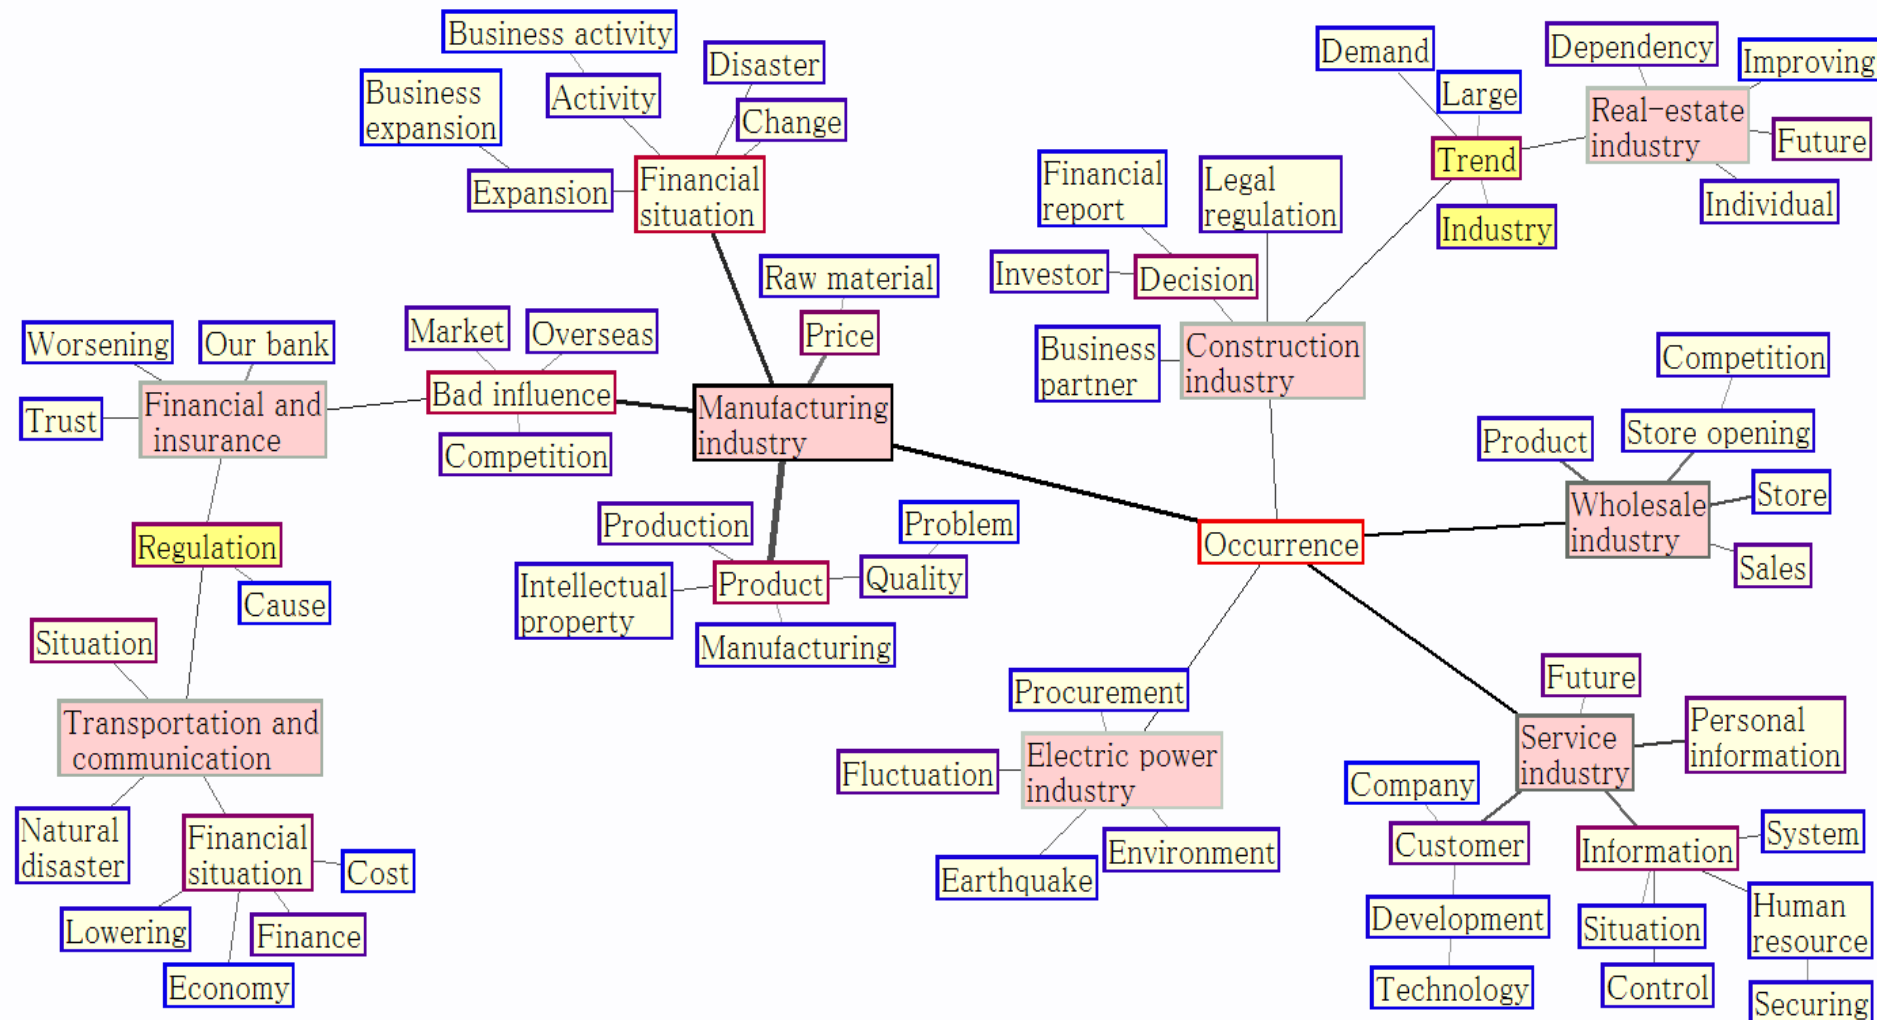 Business activity
Disaster
Business
expansion
Activity
Change
Expansion
Financial
situation
Demand
Large
Dependency
Improving
Real-estate
industry
Future
Trend
Individual
Industry
Financial
report
Legal
regulation
Investor
Decision
Business
partner
Construction
industry
Raw material
Price
Market
Overseas
Worsening
Our bank
Trust
Financial and
insurance
Bad influence
Competition
Manufacturing
industry
Competition
Product
Store opening
Wholesale
industry
Store
Sales
Occurrence
Regulation
Cause
Production
Problem
Intellectual
property
Product
Quality
Manufacturing
Situation
Transportation and
communication
Natural
disaster
Financial
situation
Cost
Lowering
Finance
Economy
Procurement
Fluctuation
Electric power
industry
Earthquake
Environment
Future
Service
industry
Personal
information
Company
Customer
Information
System
Development
Situation
Human
resource
Technology
Control
Securing